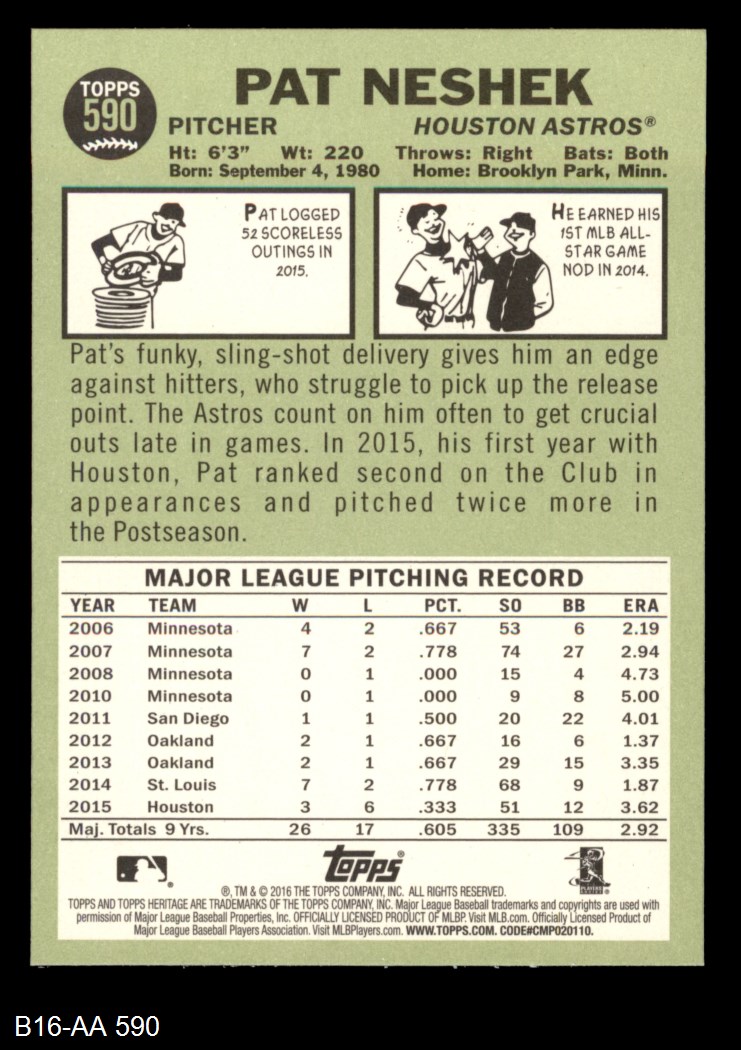 TOPPS
590
PAT NESHEK
PITCHER HOUSTON ASTROS®
Ht: 6'3" Wt: 220 Throws: Right Bats: Both
Born: September 4, 1980 Home: Brooklyn Park, Minn.
PAT LOGGED
52 SCORELESS
OUTINGS IN
2015.
HE EARNED HIS
1ST MLB ALL-
STAR GAME
NOD IN 2014.
Pat's funky, sling-shot delivery gives him an edge
against hitters, who struggle to pick up the release
point. The Astros count on him often to get crucial
outs late in games. In 2015, his first year with
Houston, Pat ranked second on the Club in
appearances and pitched twice more in
the Postseason.
MAJOR LEAGUE PITCHING RECORD
YEAR TEAM W L PCT. SO BB ERA
2006 Minnesota 4 2 .667 53 6 2.19
2007 Minnesota 7 2 .778 74 27 2.94
2008 Minnesota 0 1 .000 15 4 4.73
2010 Minnesota 0 1 .000 9 8 5.00
2011 San Diego 1 1 .500 20 22 4.01
2012 Oakland 2 1 .667 16 6 1.37
2013 Oakland 2 1 .667 29 15 3.35
2014 St. Louis 7 2 .778 68 9 1.87
2015 Houston 3 6 .333 51 12 3.62
Maj. Totals 9 Yrs. 26 17 .605 335 109 2.92
Topps®
®, TM & © 2016 THE TOPPS COMPANY, INC. ALL RIGHTS RESERVED.
TOPPS AND TOPPS HERITAGE ARE TRADEMARKS OF THE TOPPS COMPANY, INC. Major League Baseball trademarks and copyrights are used with
permission of Major League Baseball Properties, Inc. OFFICIALLY LICENSED PRODUCT OF MLBP. Visit MLB.com. Officially Licensed Product of
Major League Baseball Players Association. Visit MLBPlayers.com. WWW.TOPPS.COM. CODE#CMP020110.
B16-AA 590